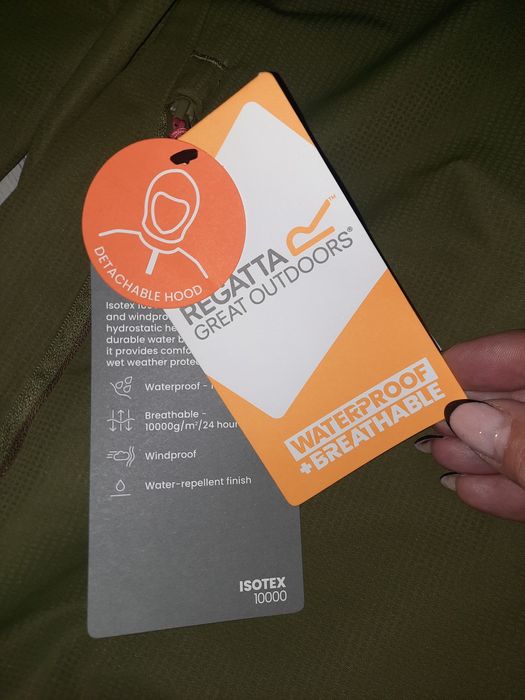 DETACHABLE HOOD
REGATTA™
GREAT OUTDOORS®
WATERPROOF
+BREATHABLE
Isotex
and windpro
hydrostatic he
durable water
it provides comfo
wet weather prote
Waterproof -
Breathable -
10000g/m²/24 hour
Windproof
Water-repellent finish
ISOTEX
10000